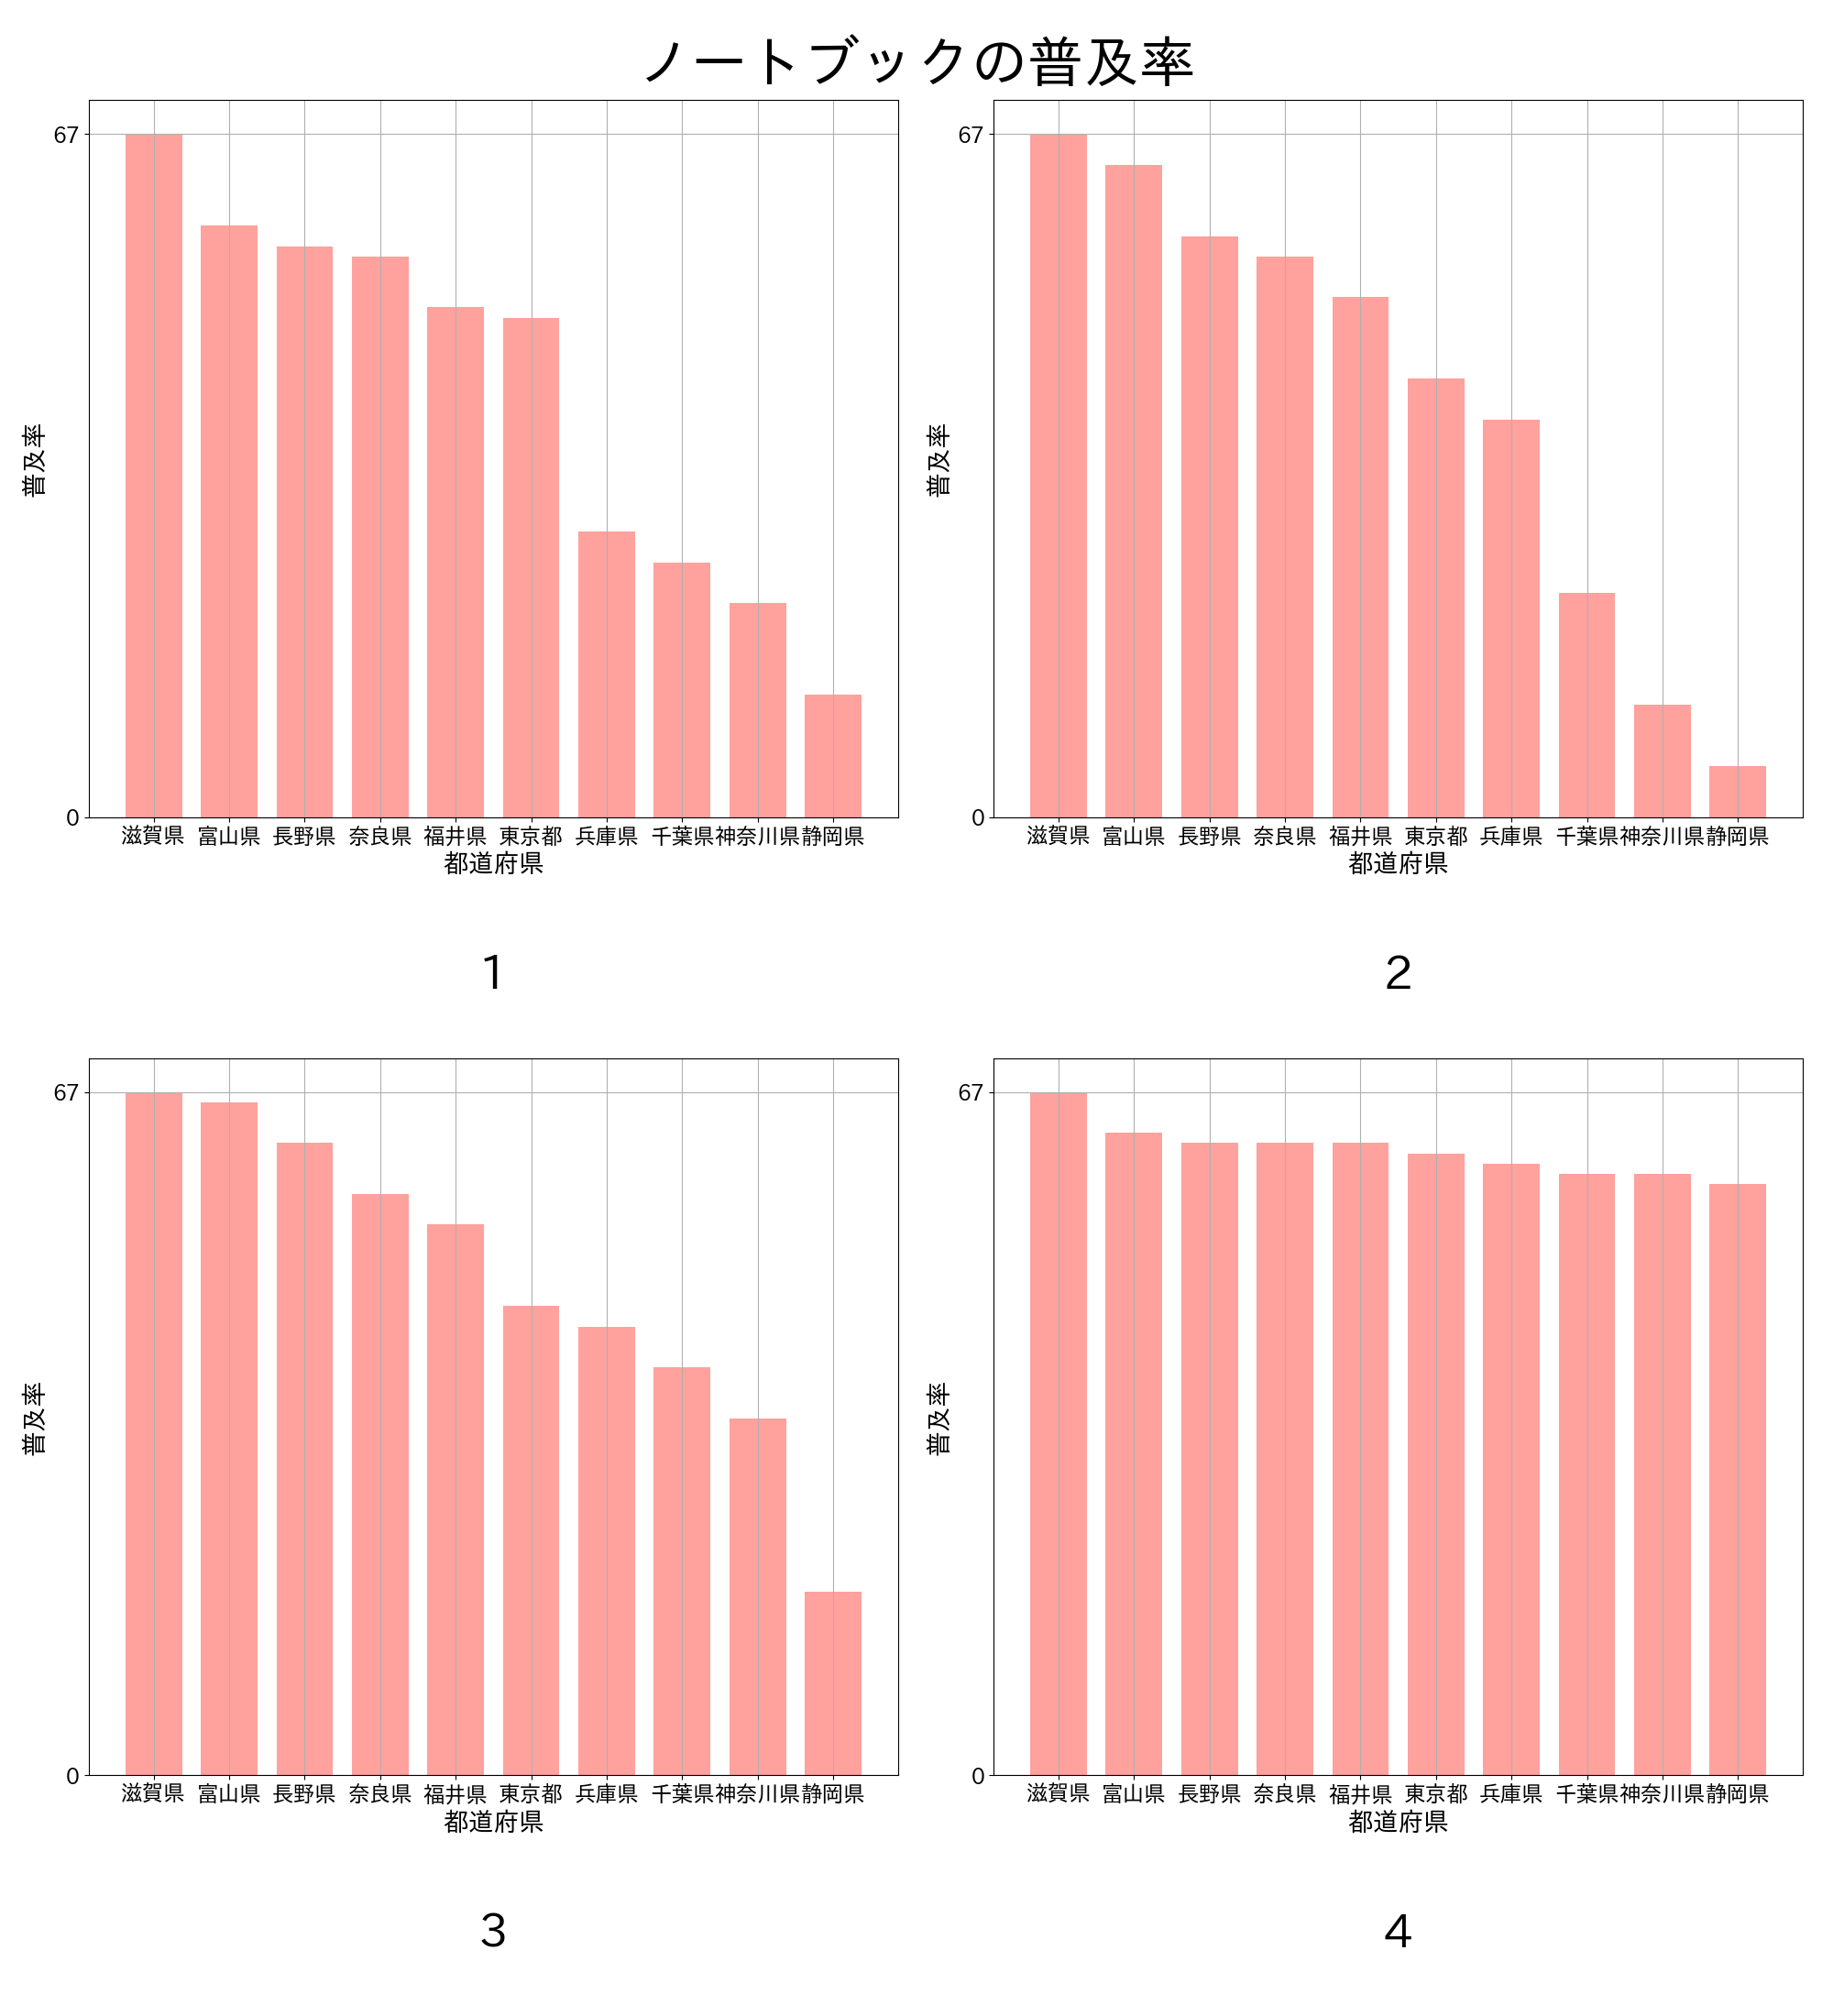 ノートブックの普及率
67
0
普及率
滋賀県 富山県 長野県 奈良県 福井県 東京都 兵庫県 千葉県 神奈川県 静岡県
都道府県
1
67
0
普及率
滋賀県 富山県 長野県 奈良県 福井県 東京都 兵庫県 千葉県 神奈川県 静岡県
都道府県
2
67
0
普及率
滋賀県 富山県 長野県 奈良県 福井県 東京都 兵庫県 千葉県 神奈川県 静岡県
都道府県
3
67
0
普及率
滋賀県 富山県 長野県 奈良県 福井県 東京都 兵庫県 千葉県 神奈川県 静岡県
都道府県
4